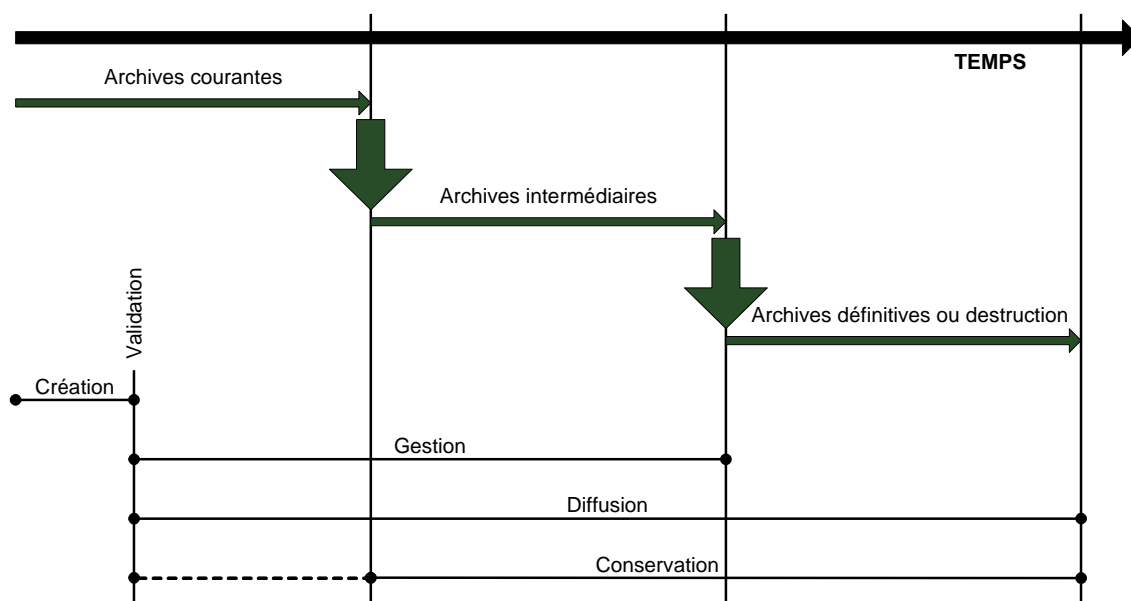 TEMPS
Archives courantes
Archives intermédiaires
Archives définitives ou destruction
Validation
Création
Gestion
Diffusion
Conservation